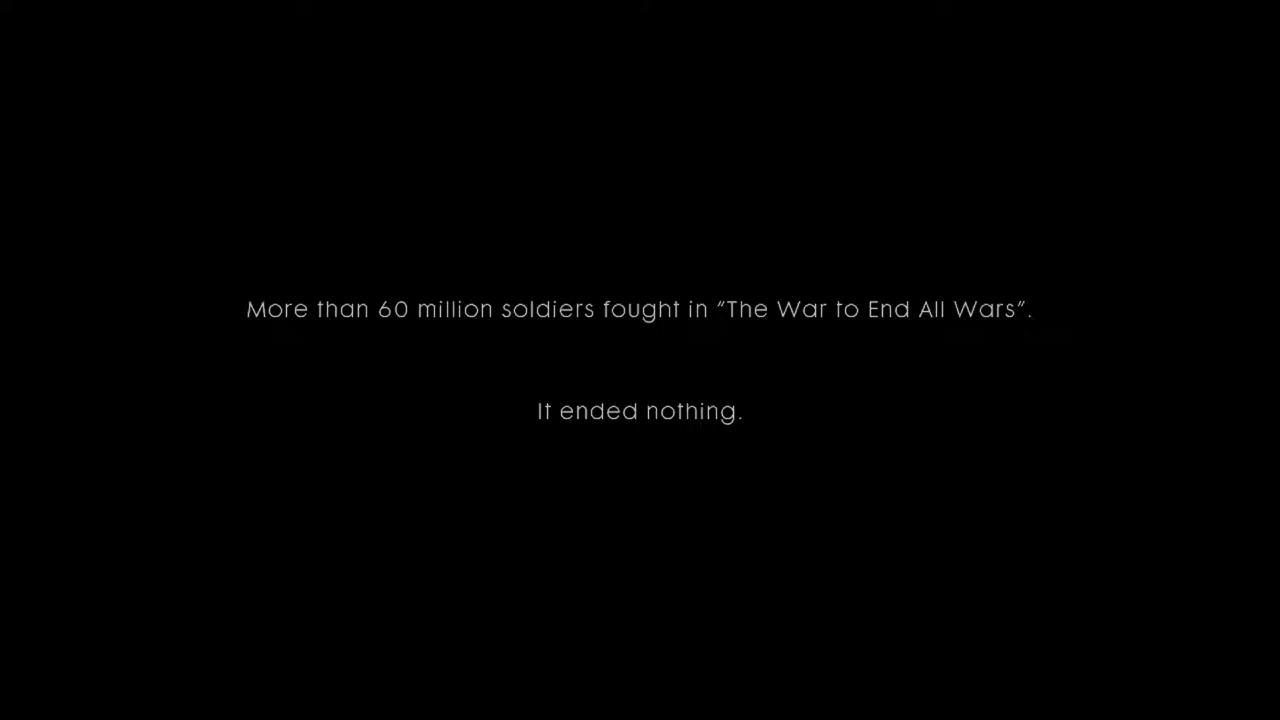 More than 60 million soldiers fought in “The War to End All Wars”.
It ended nothing.